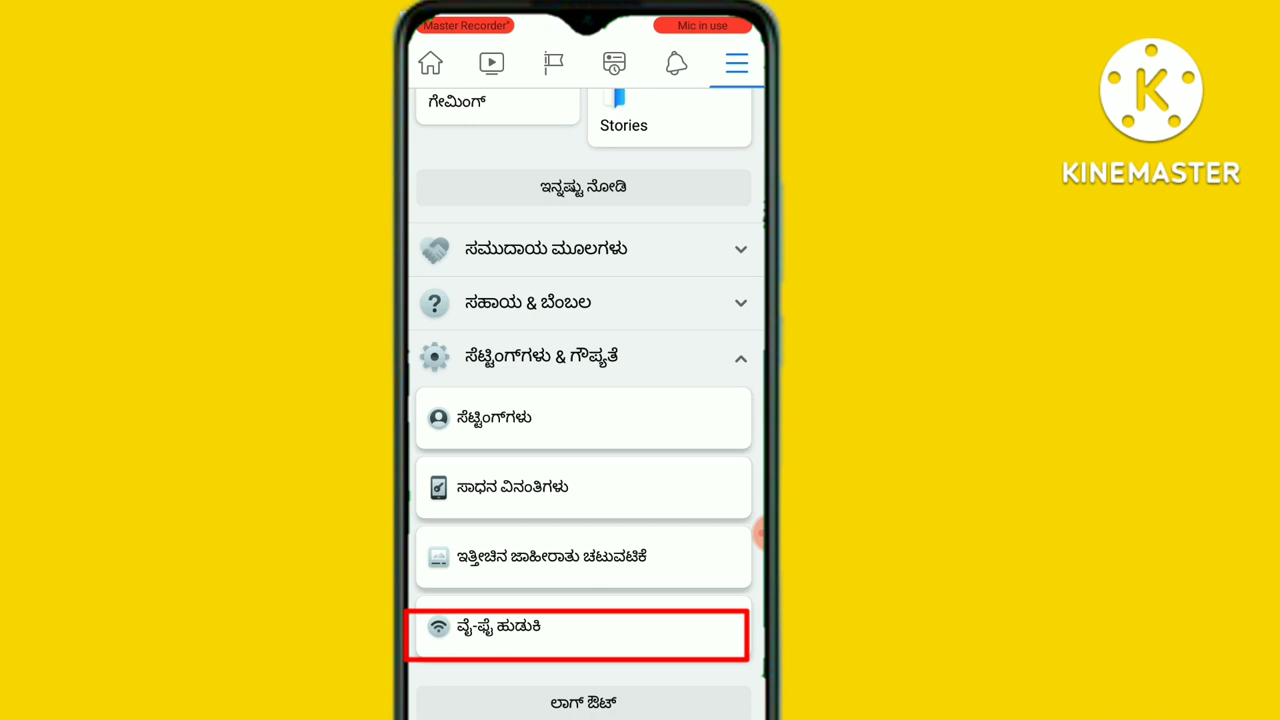 Master Recorder"
Mic in use
ಗೇಮಿಂಗ್
Stories
ಇನ್ನಷ್ಟು ನೋಡಿ
ಸಮುದಾಯ ಮೂಲಗಳು
ಸಹಾಯ & ಬೆಂಬಲ
ಸೆಟ್ಟಿಂಗ್‌ಗಳು & ಗೌಪ್ಯತೆ
ಸೆಟ್ಟಿಂಗ್‌ಗಳು
ಸಾಧನ ವಿನಂತಿಗಳು
ಇತ್ತೀಚಿನ ಜಾಹೀರಾತು ಚಟುವಟಿಕೆ
ವೈ-ಫೈ ಹುಡುಕಿ
ಲಾಗ್ ಔಟ್
K
KINEMASTER